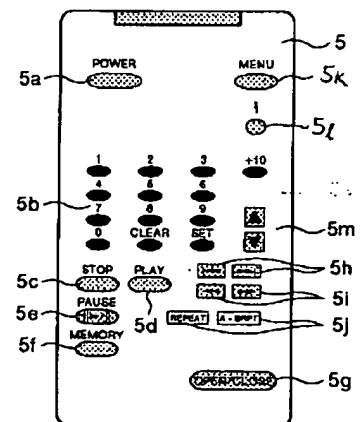 5
POWER MENU
5a 5k
i
5l
1 2 3 +10
4 5 6
5b 7 8 9 5m
0 CLEAR SET
STOP PLAY
5c 5h
5d
PAUSE 5i
5e
REPEAT A-BRPT 5j
MEMORY
5f
OPEN/CLOSE 5g